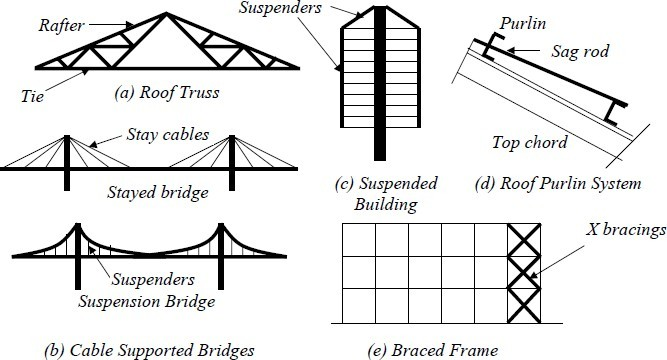 Rafter
Tie
(a) Roof Truss
Stay cables
Stayed bridge
Suspenders
Suspension Bridge
(b) Cable Supported Bridges
Suspenders
(c) Suspended
Building
Purlin
Sag rod
Top chord
(d) Roof Purlin System
X bracings
(e) Braced Frame